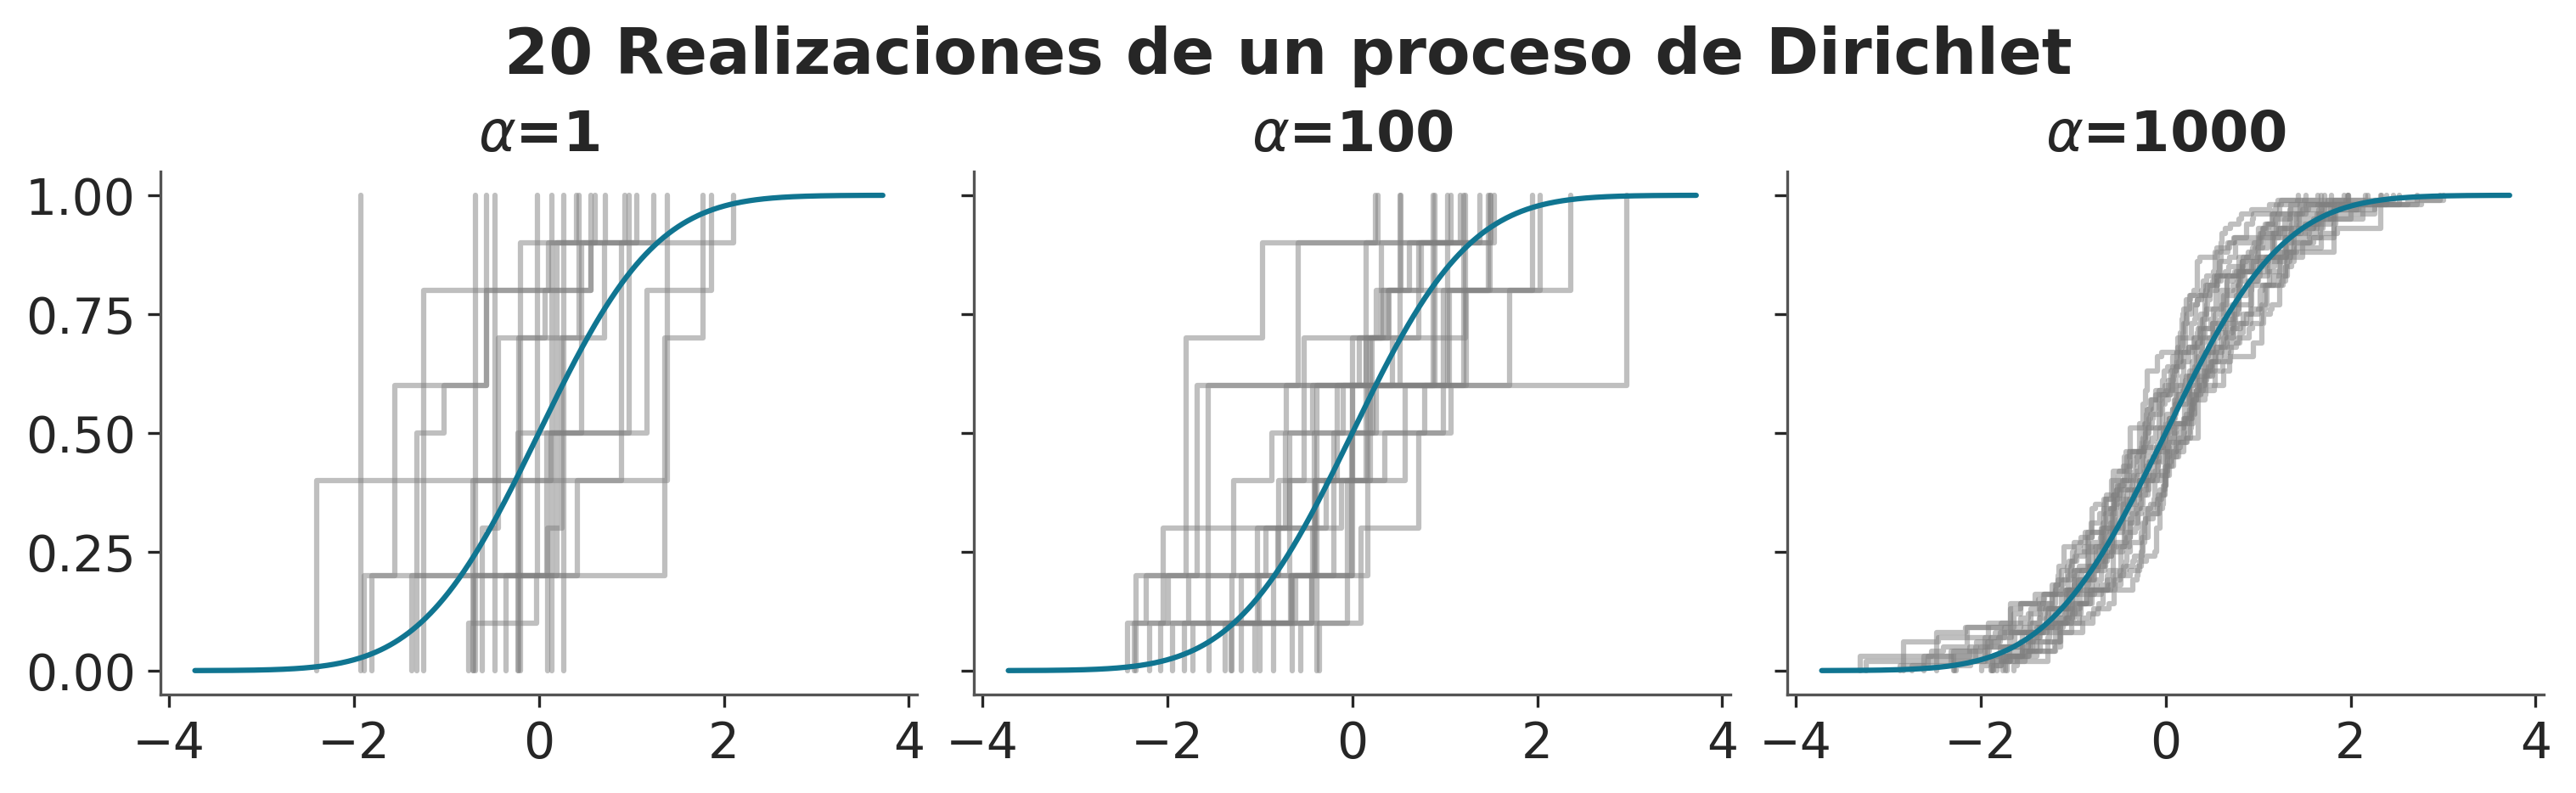 20 Realizaciones de un proceso de Dirichlet
α=1 α=100 α=1000
1.00
0.75
0.50
0.25
0.00
−4 −2 0 2 4 −4 −2 0 2 4 −4 −2 0 2 4